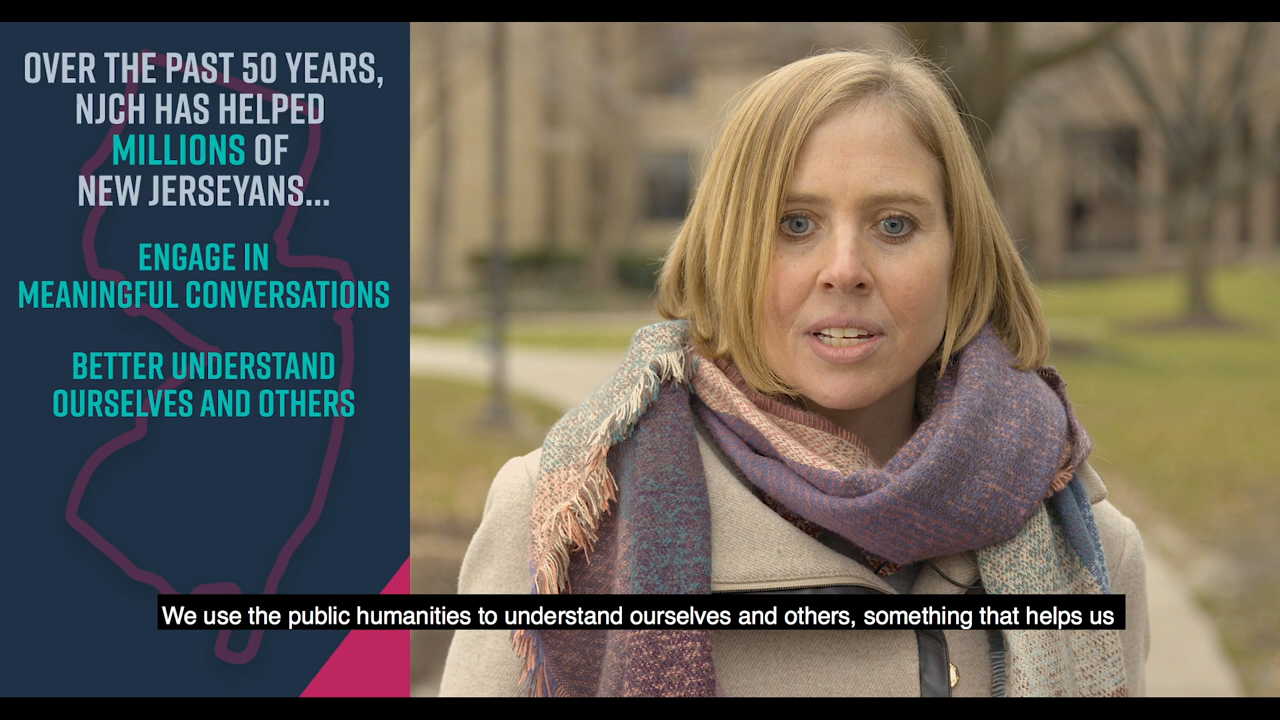 OVER THE PAST 50 YEARS,
NJCH HAS HELPED
MILLIONS OF
NEW JERSEYANS...
ENGAGE IN
MEANINGFUL CONVERSATIONS
BETTER UNDERSTAND
OURSELVES AND OTHERS
We use the public humanities to understand ourselves and others, something that helps us